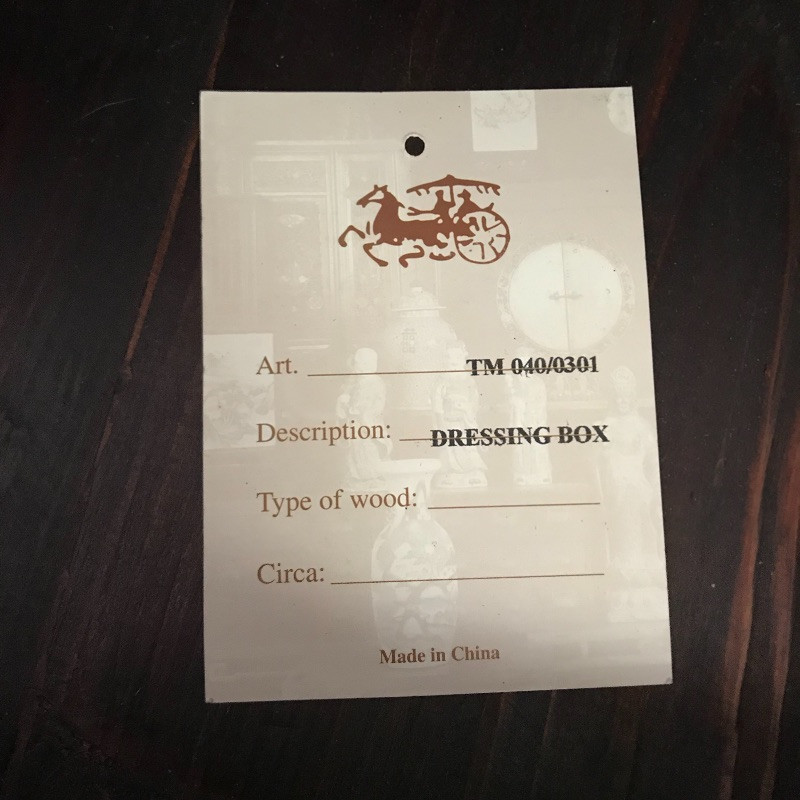 Art. TM 040/0301
Description: DRESSING BOX
Type of wood:
Circa:
Made in China